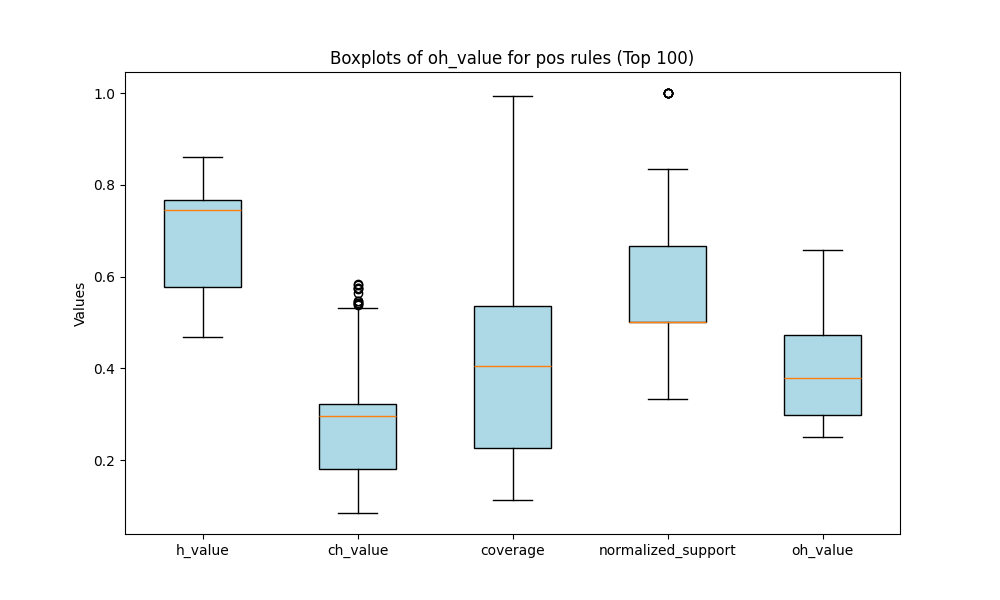 Boxplots of oh_value for pos rules (Top 100)
1.0
0.8
0.6
0.4
0.2
Values
h_value
ch_value
coverage
normalized_support
oh_value